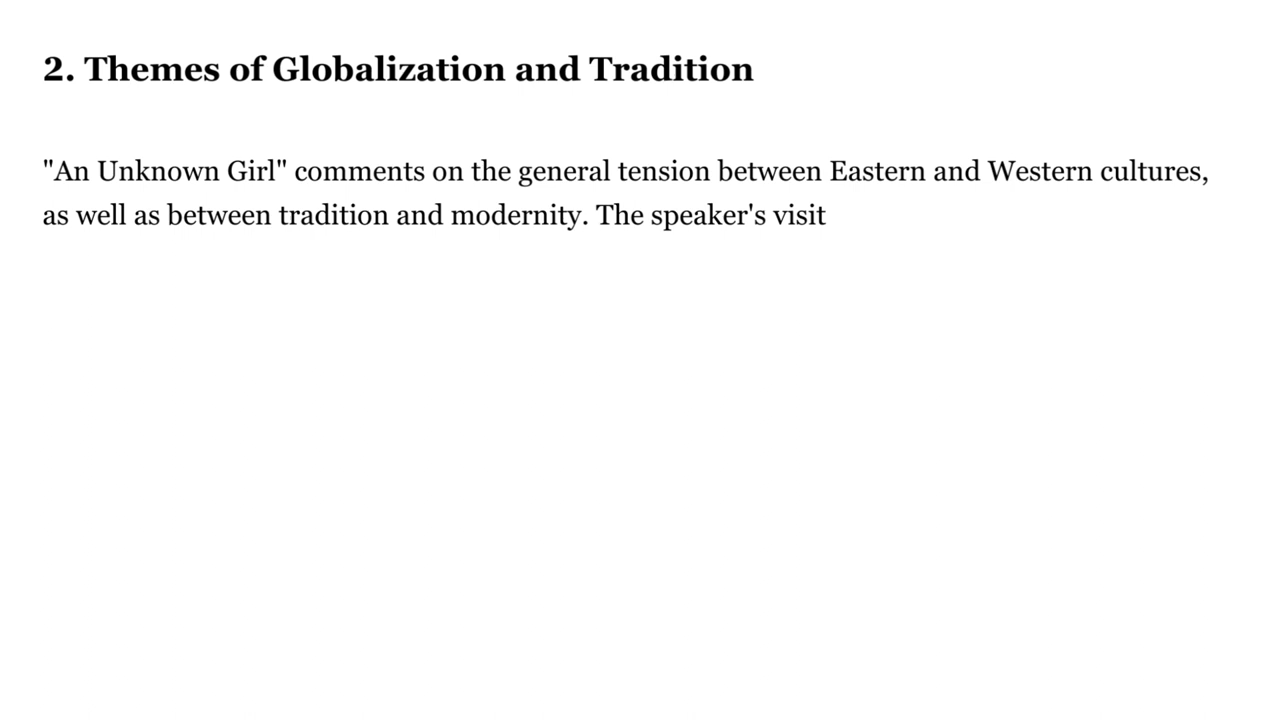 2. Themes of Globalization and Tradition
"An Unknown Girl" comments on the general tension between Eastern and Western cultures,
as well as between tradition and modernity. The speaker's visit